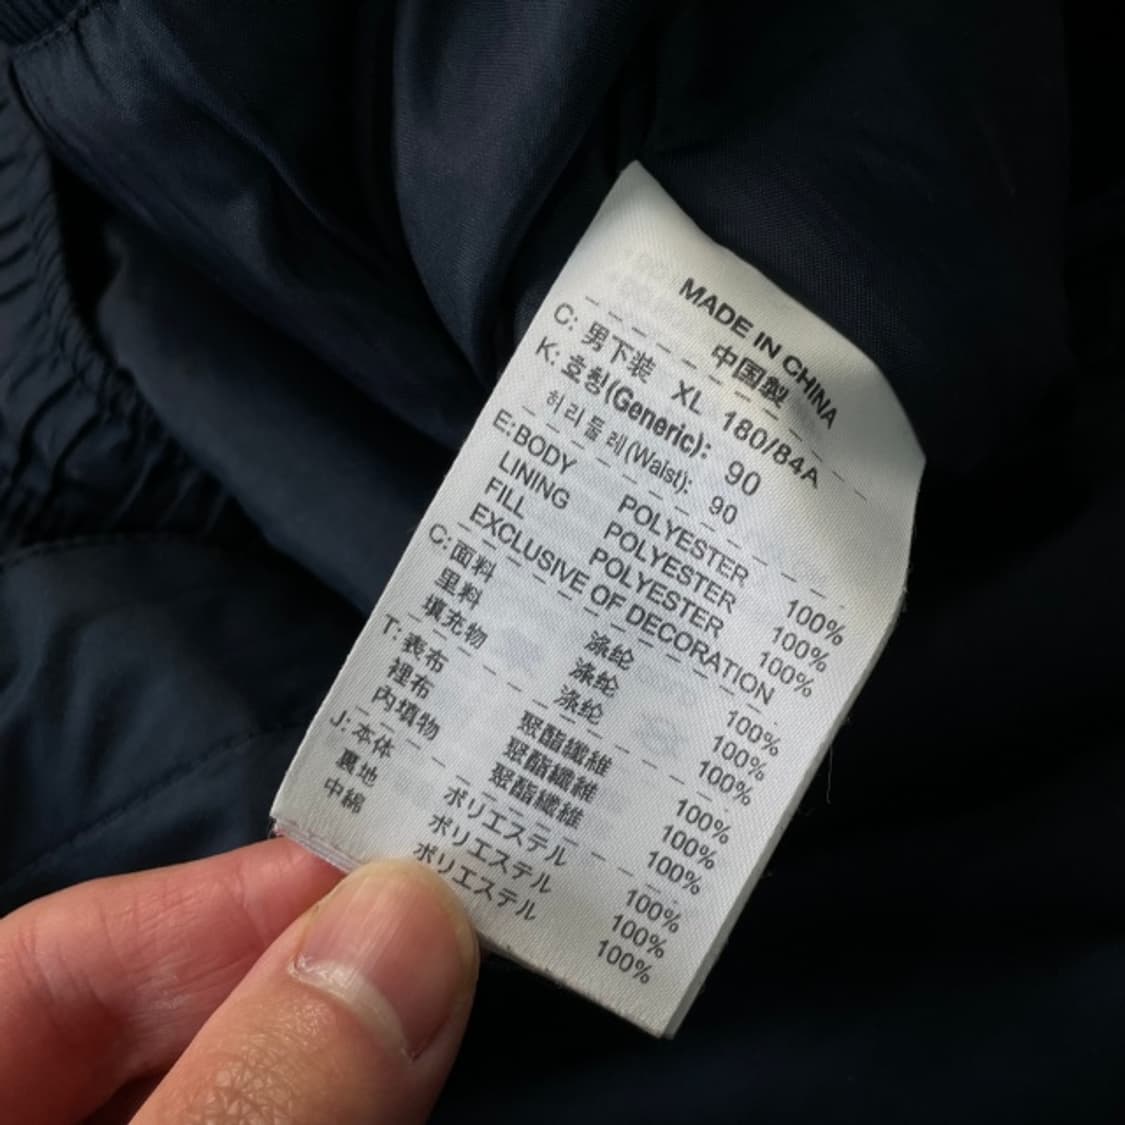 MADE IN CHINA
中国製
C: 男下装 XL 180/84A
K: 호칭(Generic): 90
허리둘레(Waist): 90
E:BODY POLYESTER 100%
LINING POLYESTER 100%
FILL POLYESTER 100%
EXCLUSIVE OF DECORATION
C:面料 涤纶 100%
里料 涤纶 100%
填充物 涤纶 100%
T:表布 聚酯纖維 100%
裡布 聚酯纖維 100%
內填物 聚酯纖維 100%
J:本体 ポリエステル 100%
裏地 ポリエステル 100%
中綿 ポリエステル 100%